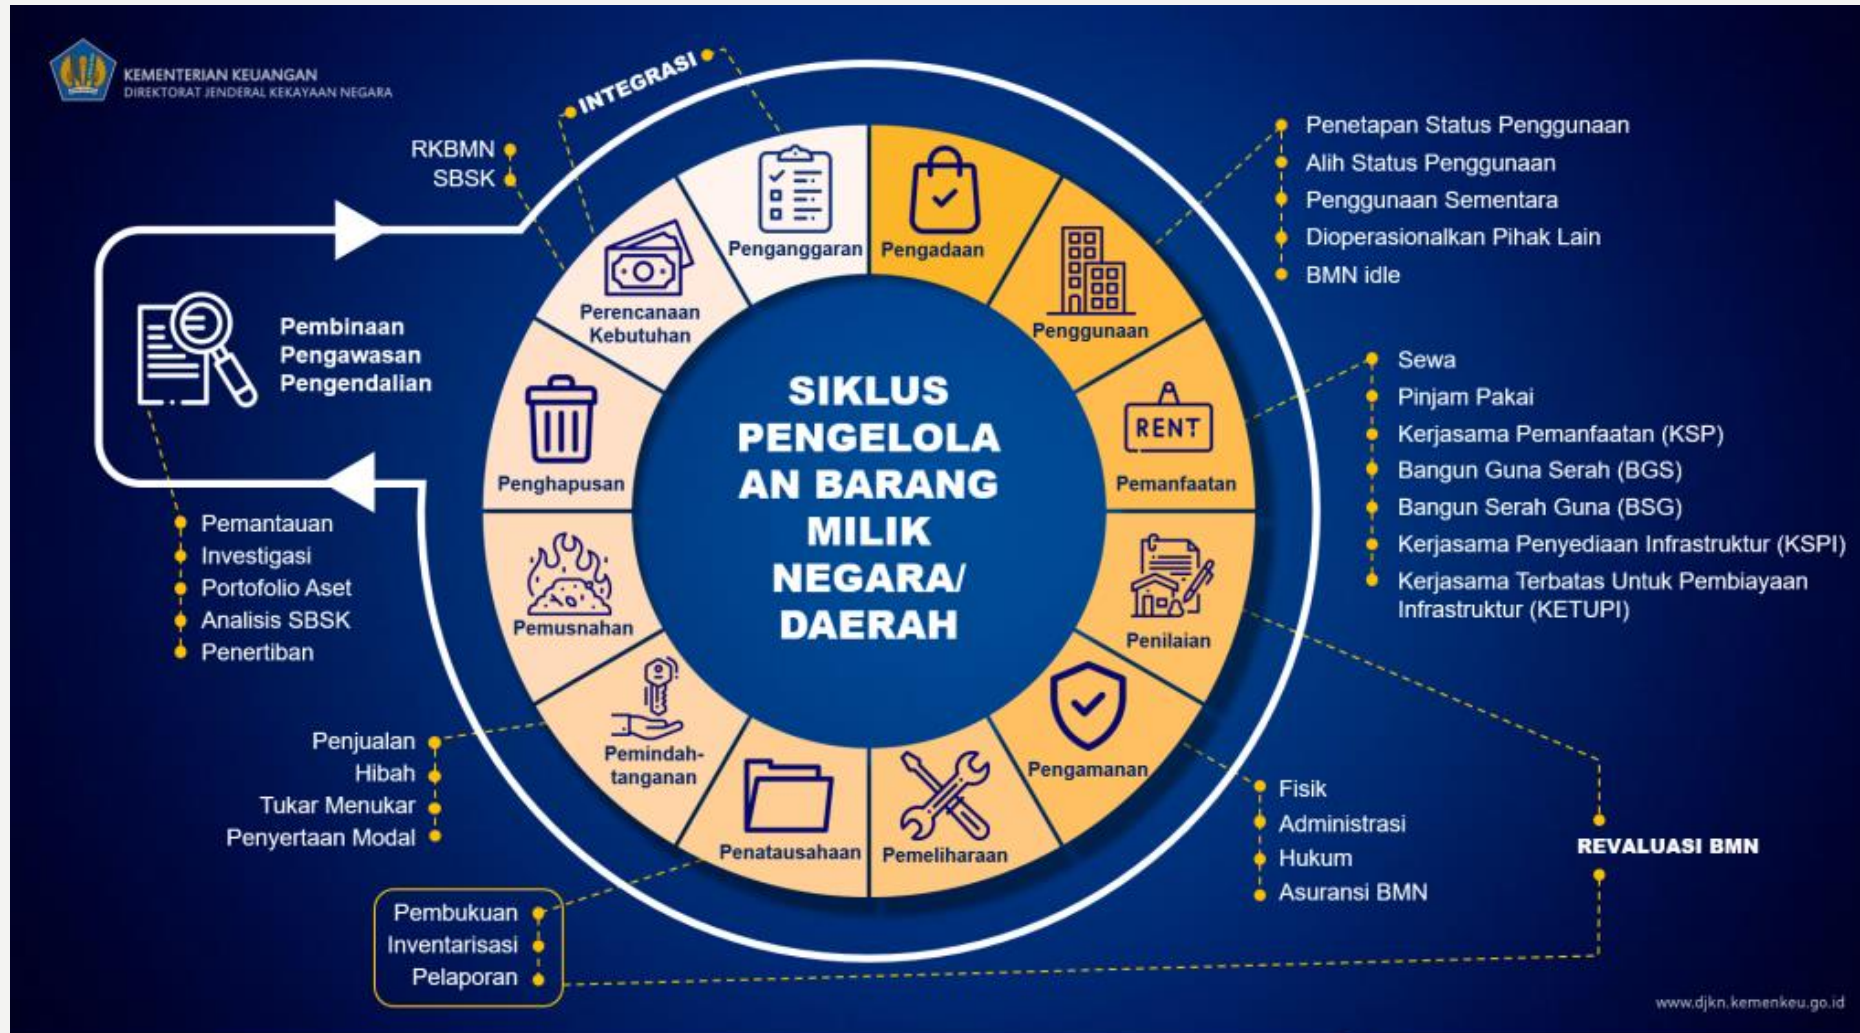 KEMENTERIAN KEUANGAN
DIREKTORAT JENDERAL KEKAYAAN NEGARA
INTEGRASI
RKBMN
SBSK
Pembinaan
Pengawasan
Pengendalian
Pemantauan
Investigasi
Portofolio Aset
Analisis SBSK
Penertiban
SIKLUS
PENGELOLA
AN BARANG
MILIK
NEGARA/
DAERAH
Perencanaan
Kebutuhan
Penganggaran
Pengadaan
Penggunaan
RENT
Pemanfaatan
Penilaian
Pengamanan
Pemeliharaan
Penatausahaan
Pemindah-
tanganan
Pemusnahan
Penghapusan
Penetapan Status Penggunaan
Alih Status Penggunaan
Penggunaan Sementara
Dioperasionalkan Pihak Lain
BMN idle
Sewa
Pinjam Pakai
Kerjasama Pemanfaatan (KSP)
Bangun Guna Serah (BGS)
Bangun Serah Guna (BSG)
Kerjasama Penyediaan Infrastruktur (KSPI)
Kerjasama Terbatas Untuk Pembiayaan
Infrastruktur (KETUPI)
Fisik
Administrasi
Hukum
Asuransi BMN
REVALUASI BMN
Penjualan
Hibah
Tukar Menukar
Penyertaan Modal
Pembukuan
Inventarisasi
Pelaporan
www.djkn.kemenkeu.go.id